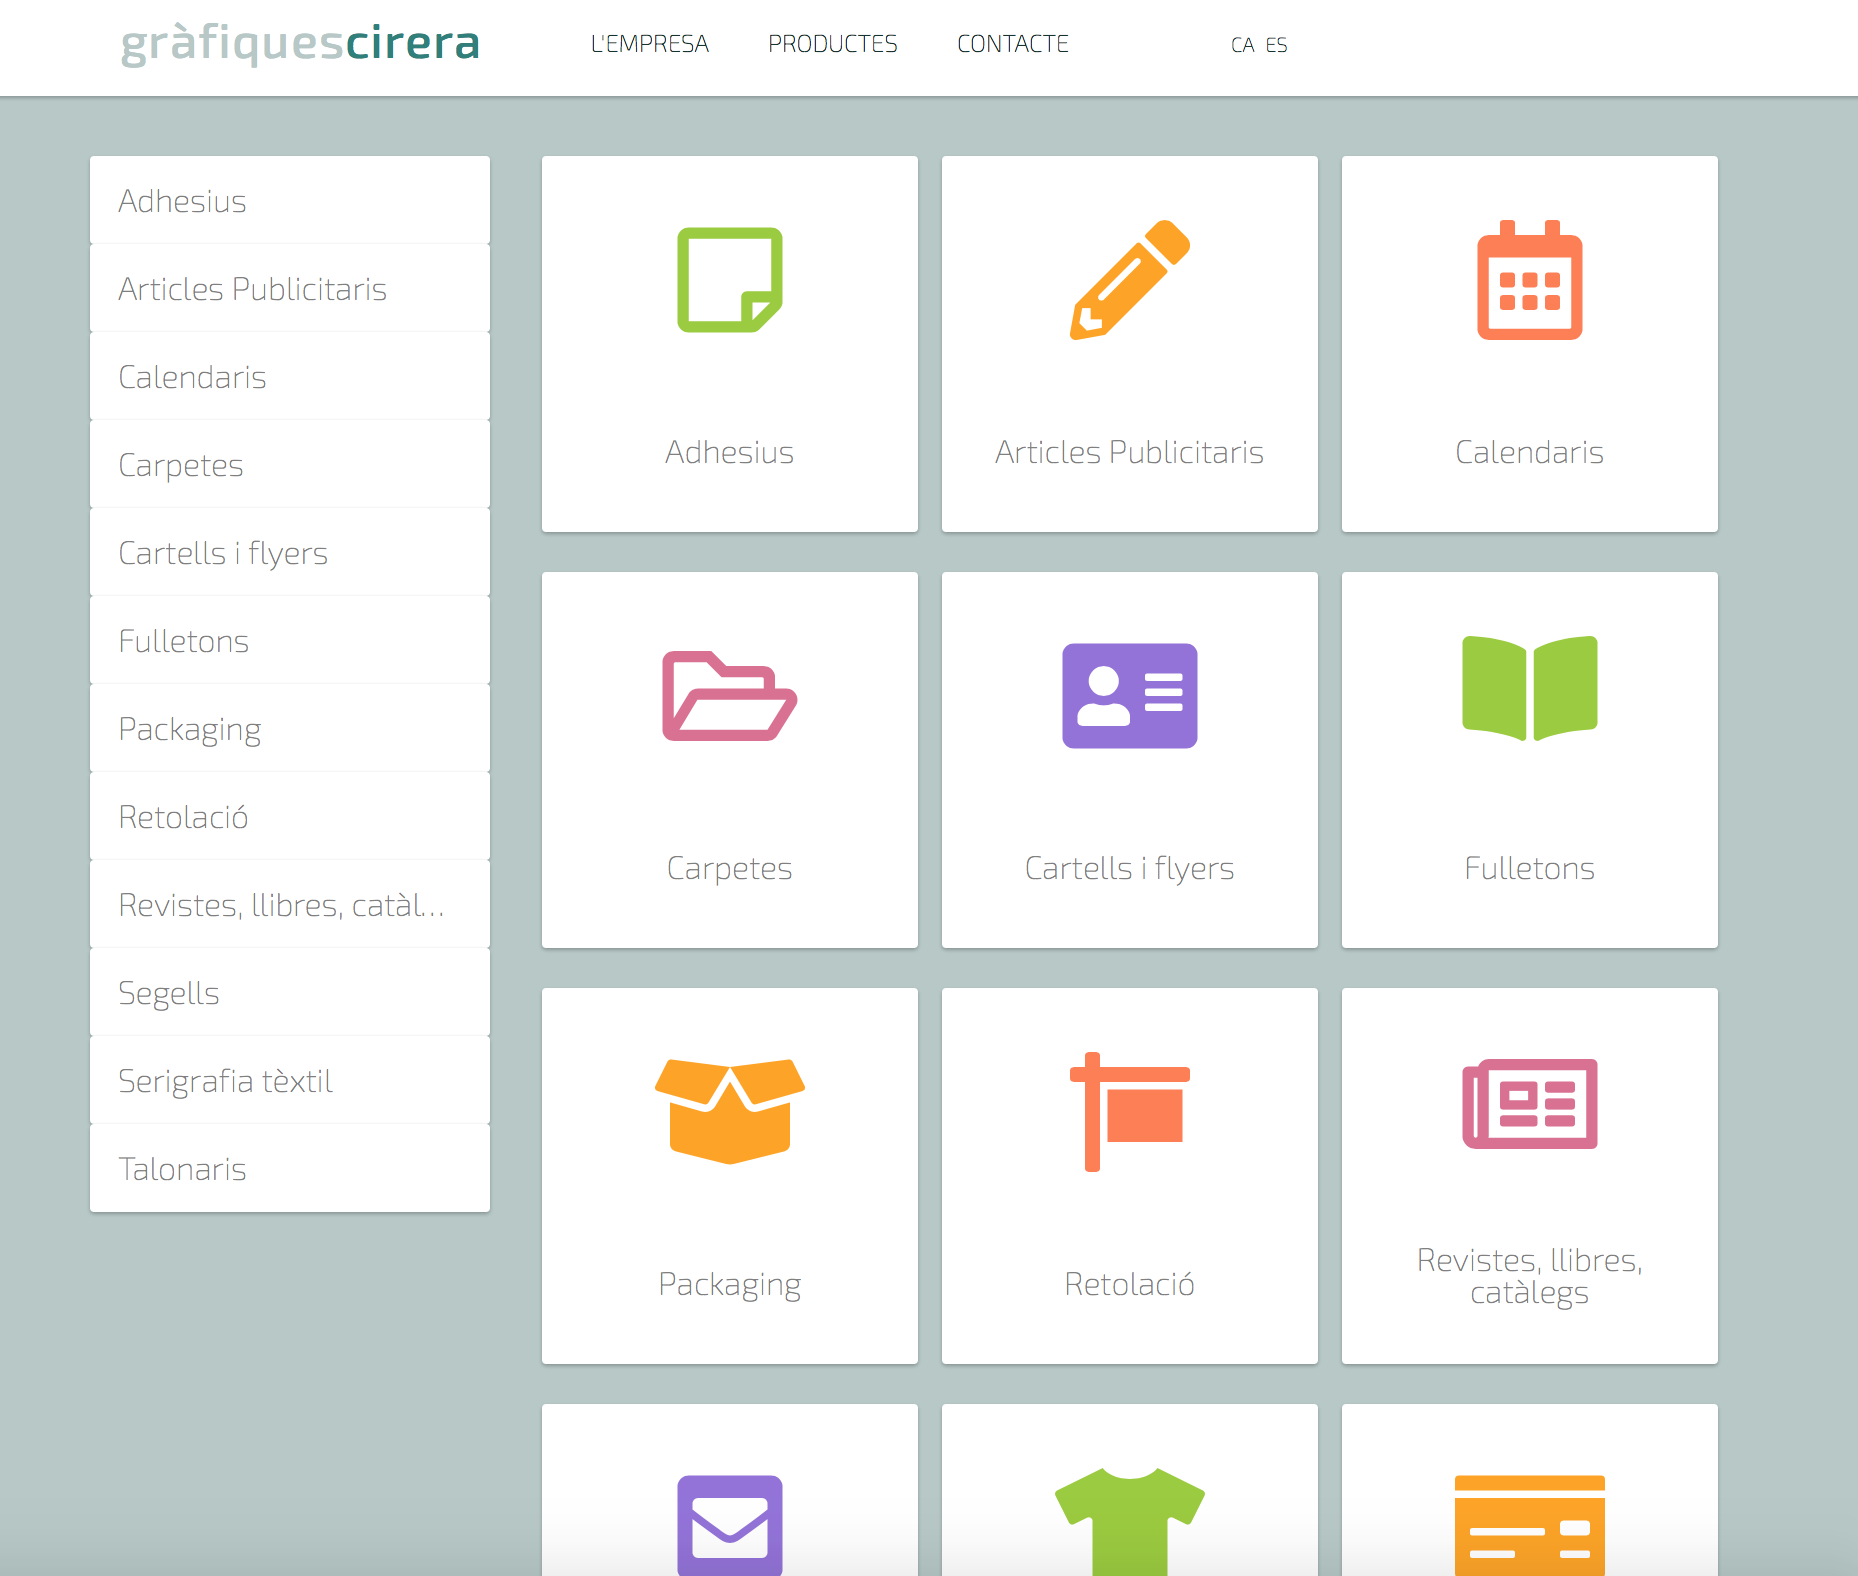 gràfiquescirera
L'EMPRESA PRODUCTES CONTACTE CA ES
Adhesius
Articles Publicitaris
Calendaris
Carpetes
Cartells i flyers
Fulletons
Packaging
Retolació
Revistes, llibres, catàl...
Segells
Serigrafia tèxtil
Talonaris
Adhesius
Articles Publicitaris
Calendaris
Carpetes
Cartells i flyers
Fulletons
Packaging
Retolació
Revistes, llibres,
catàlegs